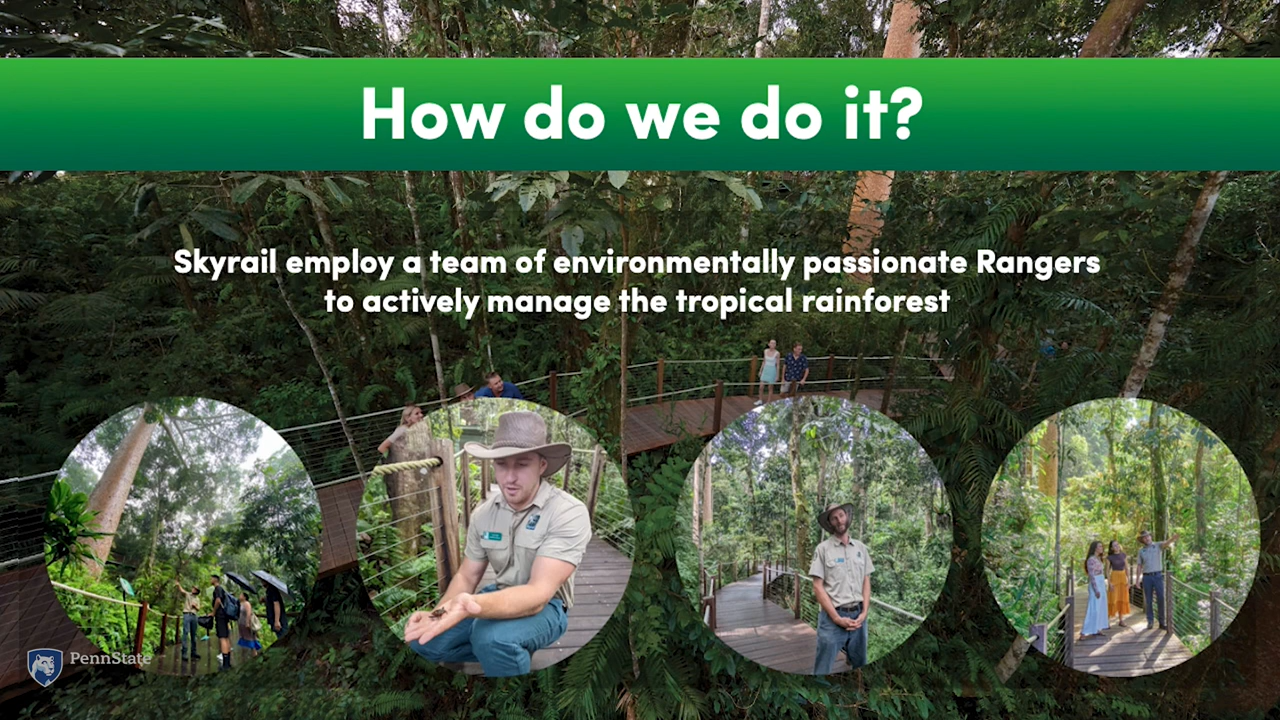 How do we do it?
Skyrail employ a team of environmentally passionate Rangers
to actively manage the tropical rainforest
PennState